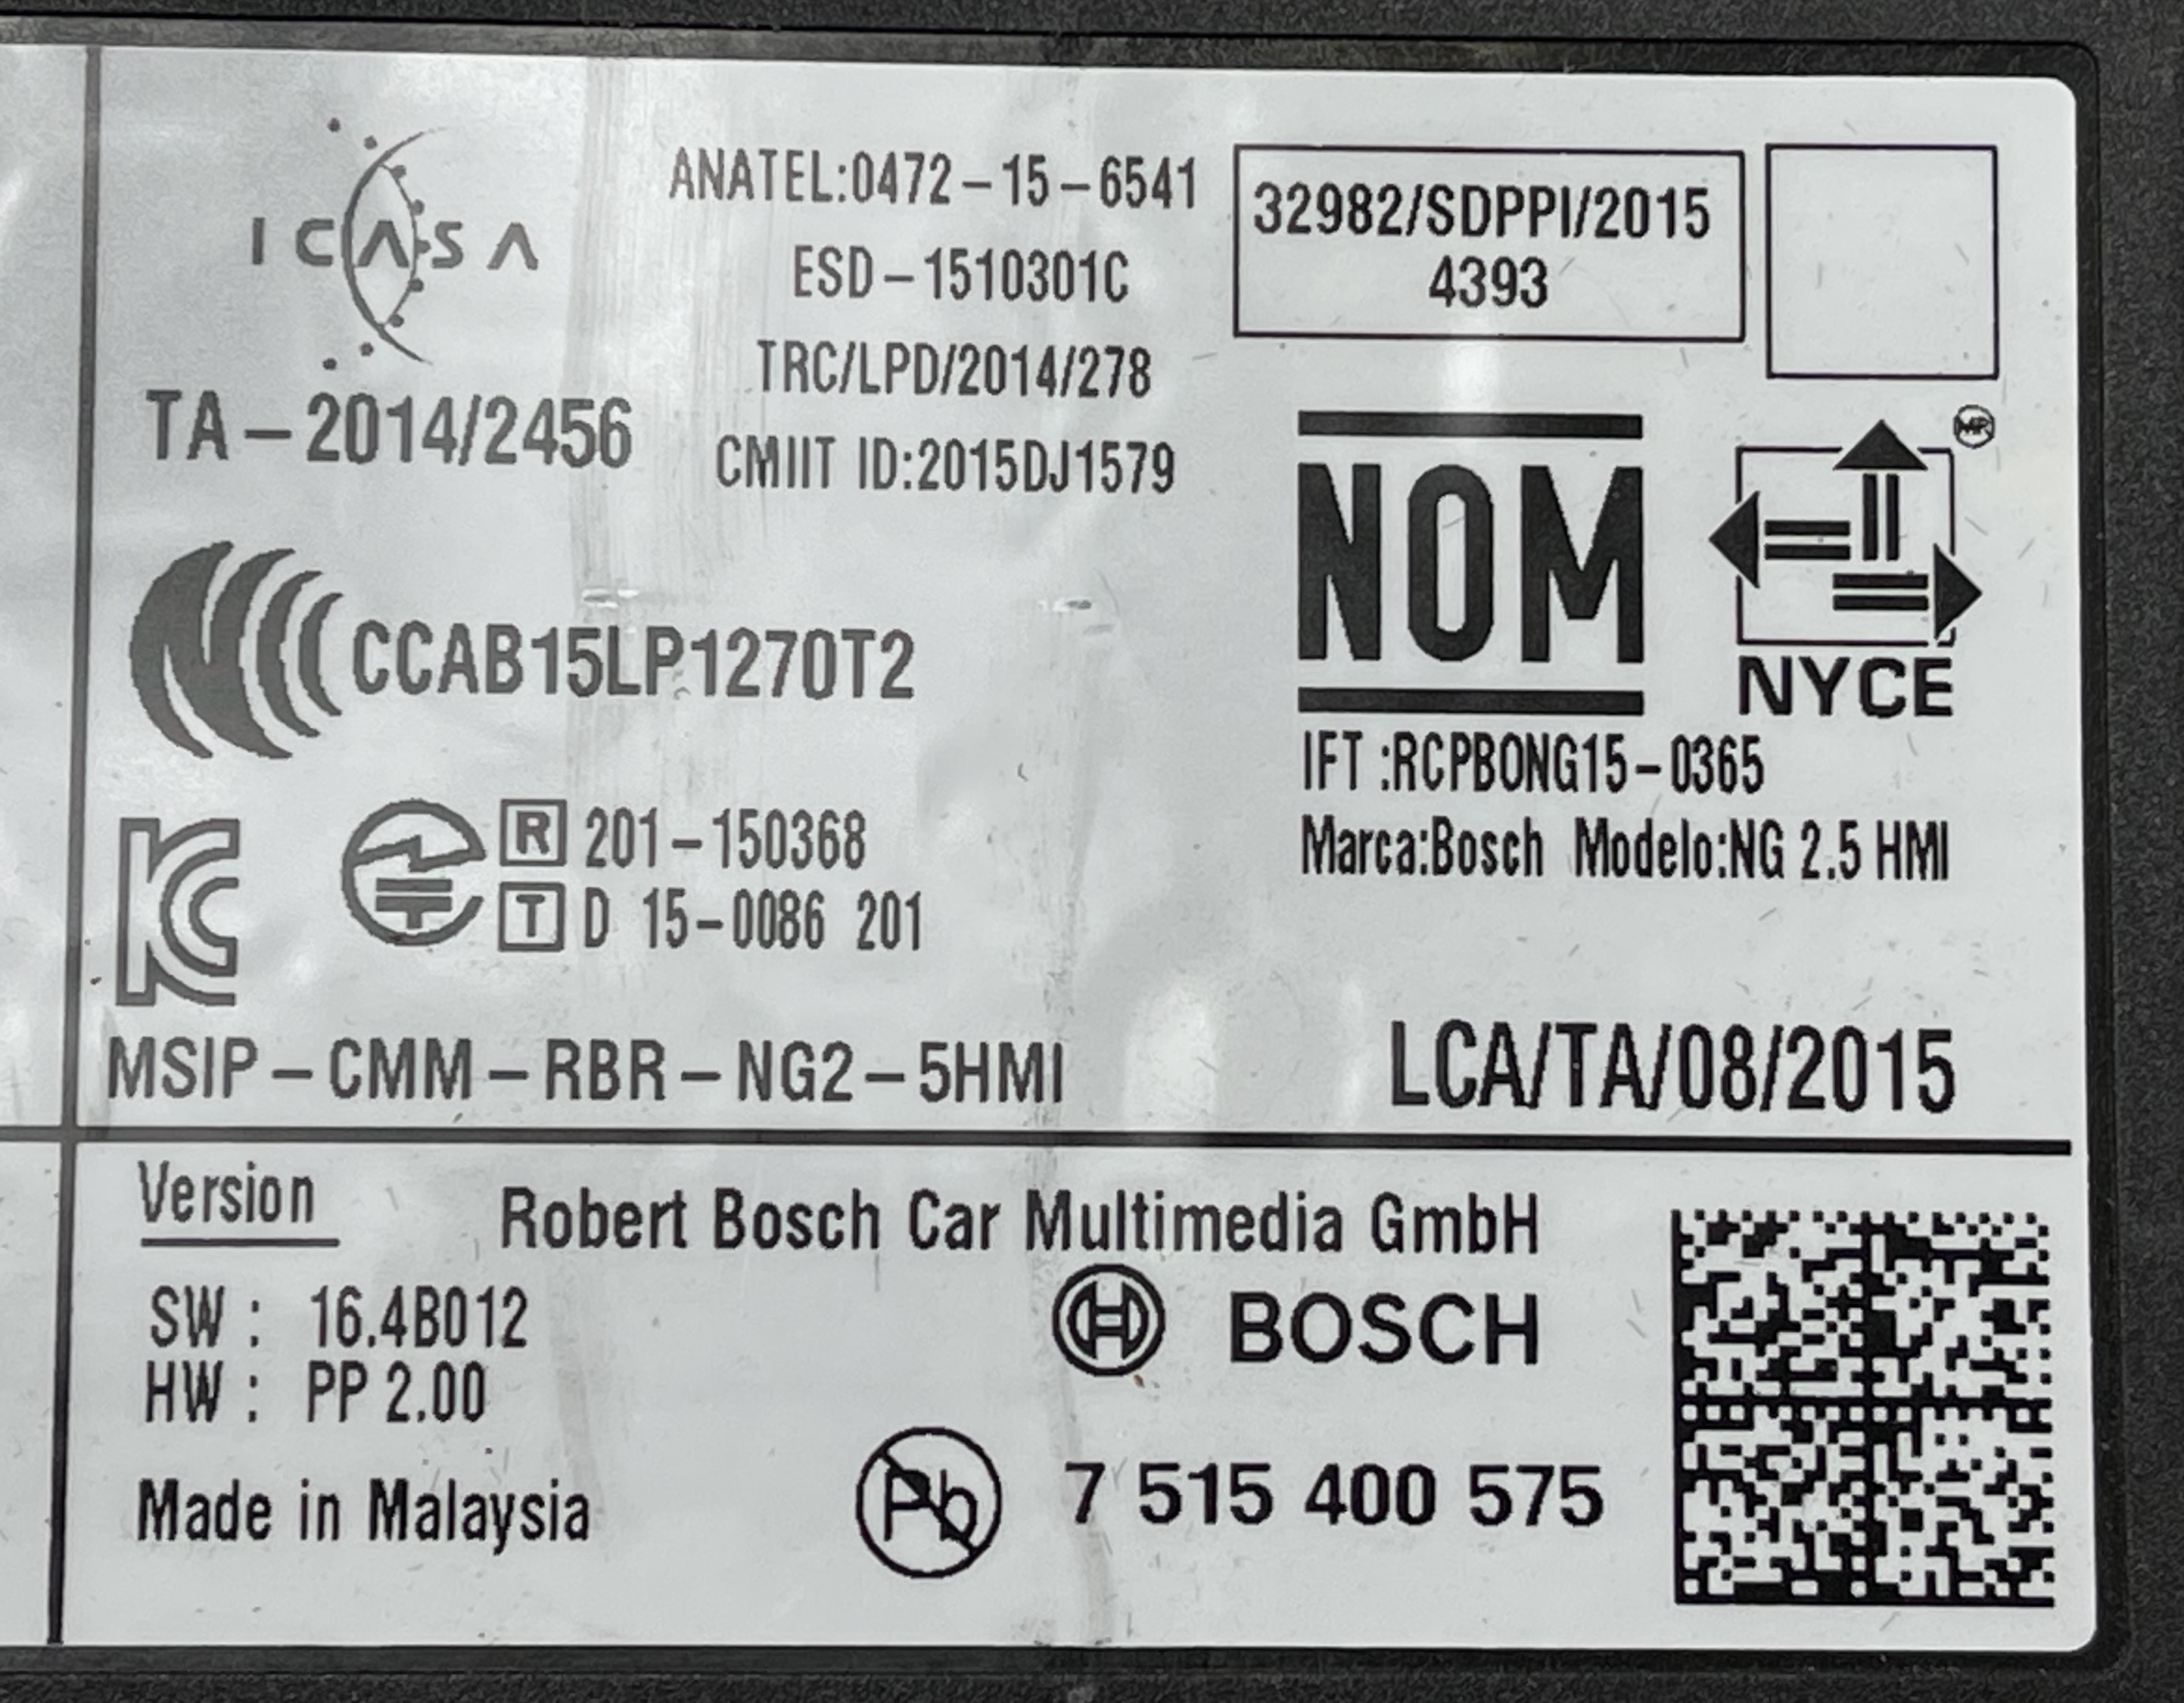 ICASA
TA-2014/2456
ANATEL:0472-15-6541
ESD-1510301C
TRC/LPD/2014/278
CMIIT ID:2015DJ1579
32982/SDPPI/2015
4393
CCAB15LP1270T2
NOM
MR
NYCE
IFT :RCPBONG15-0365
Marca:Bosch Modelo:NG 2.5 HMI
KC
R 201-150368
T D 15-0086 201
MSIP-CMM-RBR-NG2-5HMI
LCA/TA/08/2015
Version
SW : 16.4B012
HW : PP 2.00
Made in Malaysia
Robert Bosch Car Multimedia GmbH
BOSCH
Pb
7 515 400 575